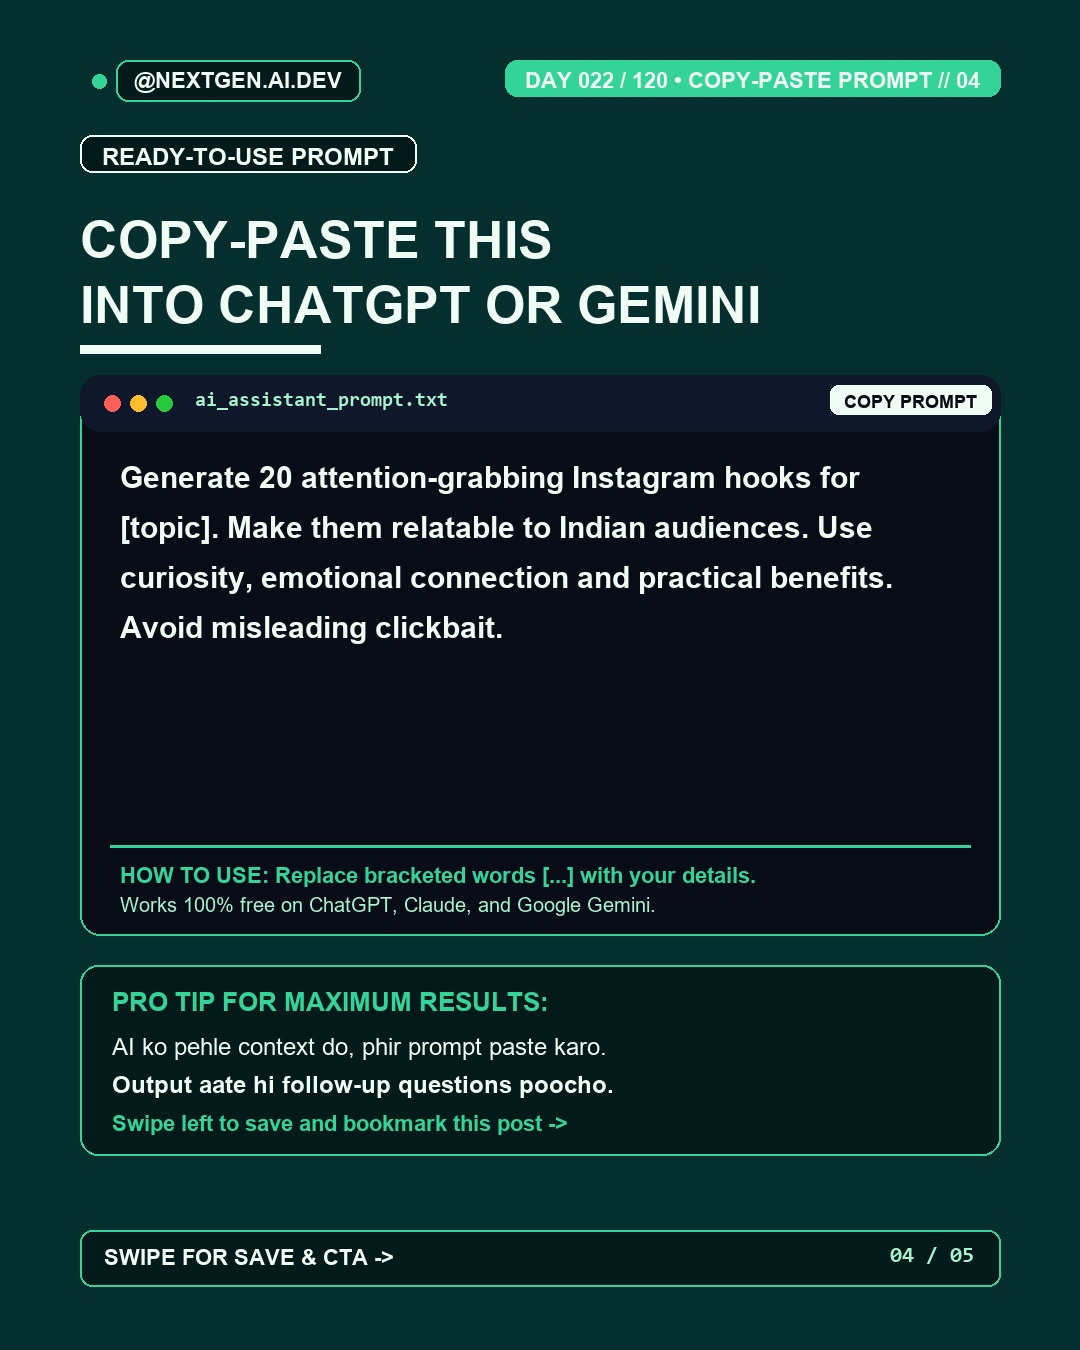 @NEXTGEN.AI.DEV
DAY 022 / 120 • COPY-PASTE PROMPT // 04
READY-TO-USE PROMPT
COPY-PASTE THIS
INTO CHATGPT OR GEMINI
ai_assistant_prompt.txt
COPY PROMPT
Generate 20 attention-grabbing Instagram hooks for
[topic]. Make them relatable to Indian audiences. Use
curiosity, emotional connection and practical benefits.
Avoid misleading clickbait.
HOW TO USE: Replace bracketed words [...] with your details.
Works 100% free on ChatGPT, Claude, and Google Gemini.
PRO TIP FOR MAXIMUM RESULTS:
AI ko pehle context do, phir prompt paste karo.
Output aate hi follow-up questions poocho.
Swipe left to save and bookmark this post ->
SWIPE FOR SAVE & CTA ->
04 / 05